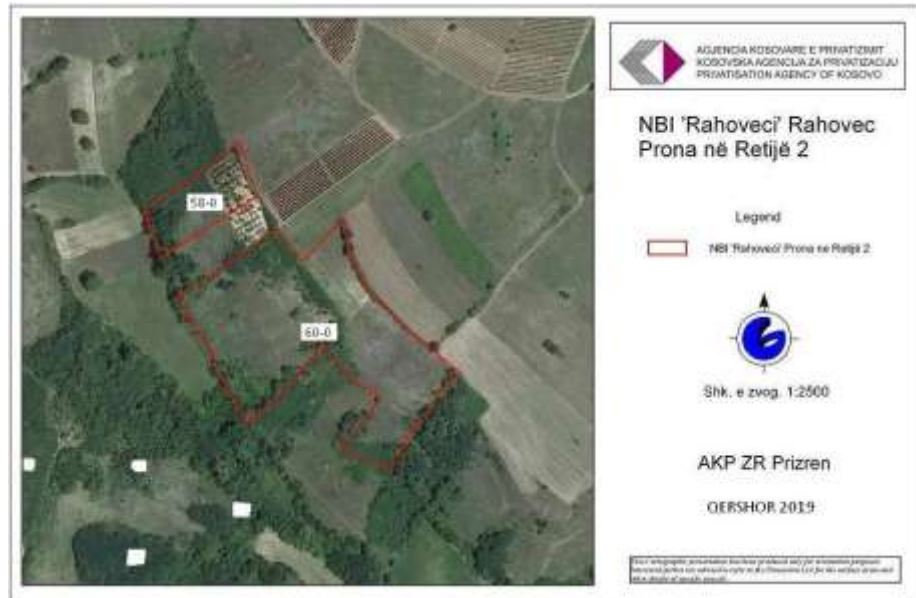 58-0
60-0
AGJENCIA KOSOVARE E PRIVATIZIMIT
KOSOVSKA AGENCIJA ZA PRIVATIZACIJU
PRIVATISATION AGENCY OF KOSOVO
NBI 'Rahoveci' Rahovec
Prona në Retijë 2
Legend
NBI 'Rahoveci' Prona ne Retijë 2
Shk. e zvog. 1:2500
AKP ZR Prizren
QERSHOR 2019